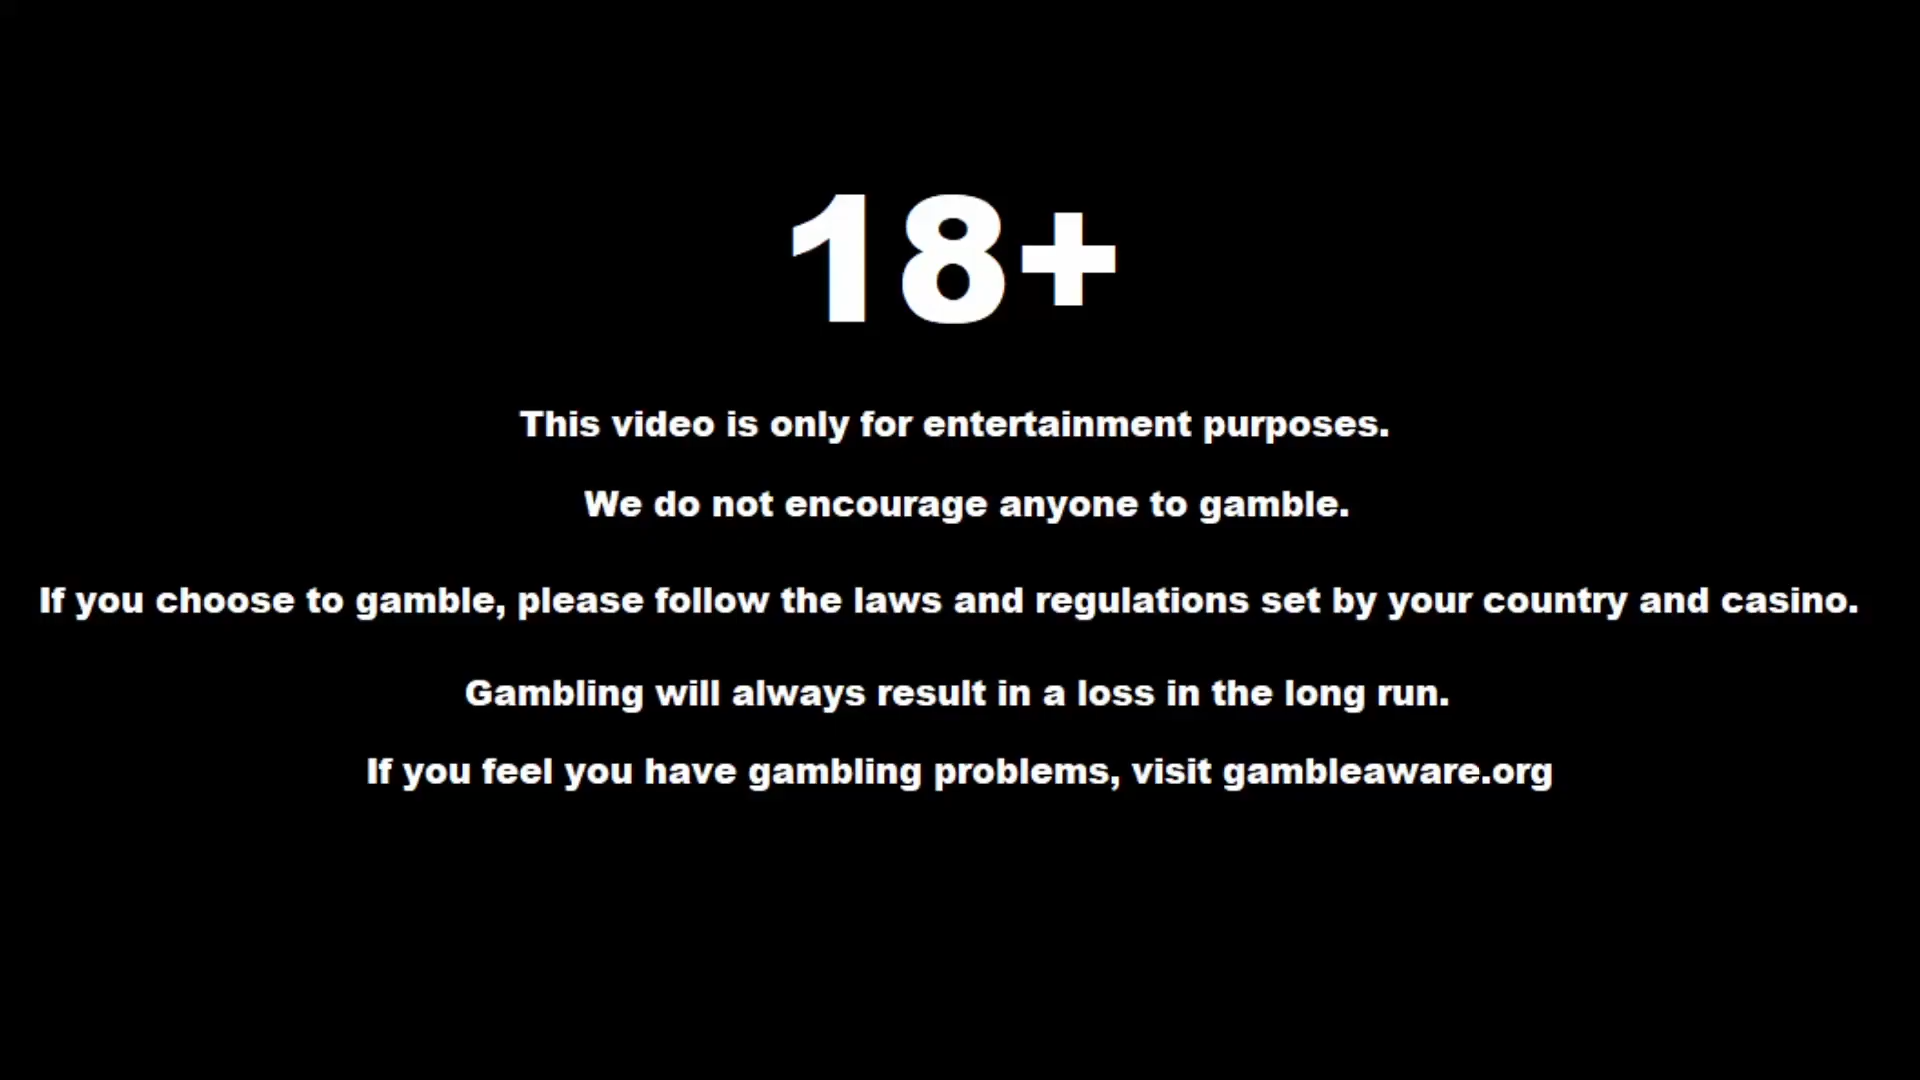 18+
This video is only for entertainment purposes.
We do not encourage anyone to gamble.
If you choose to gamble, please follow the laws and regulations set by your country and casino.
Gambling will always result in a loss in the long run.
If you feel you have gambling problems, visit gambleaware.org